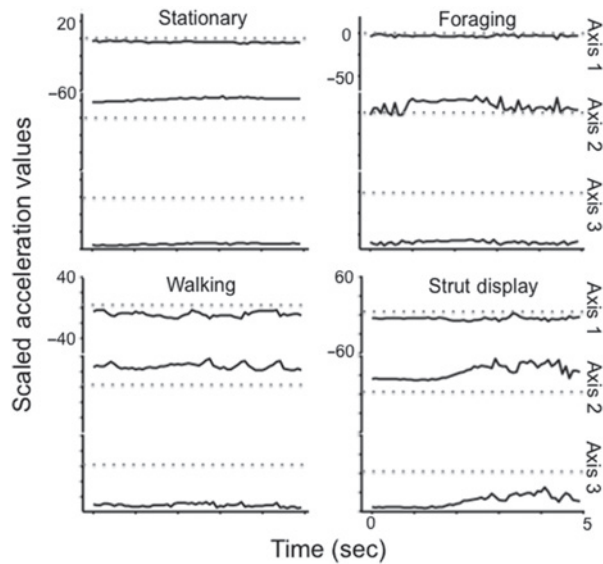 Stationary
Foraging
20
−60
0
−50
Axis 1
Axis 2
Axis 3
Scaled acceleration values
Walking
Strut display
40
−40
60
−60
Axis 1
Axis 2
Axis 3
0
5
Time (sec)